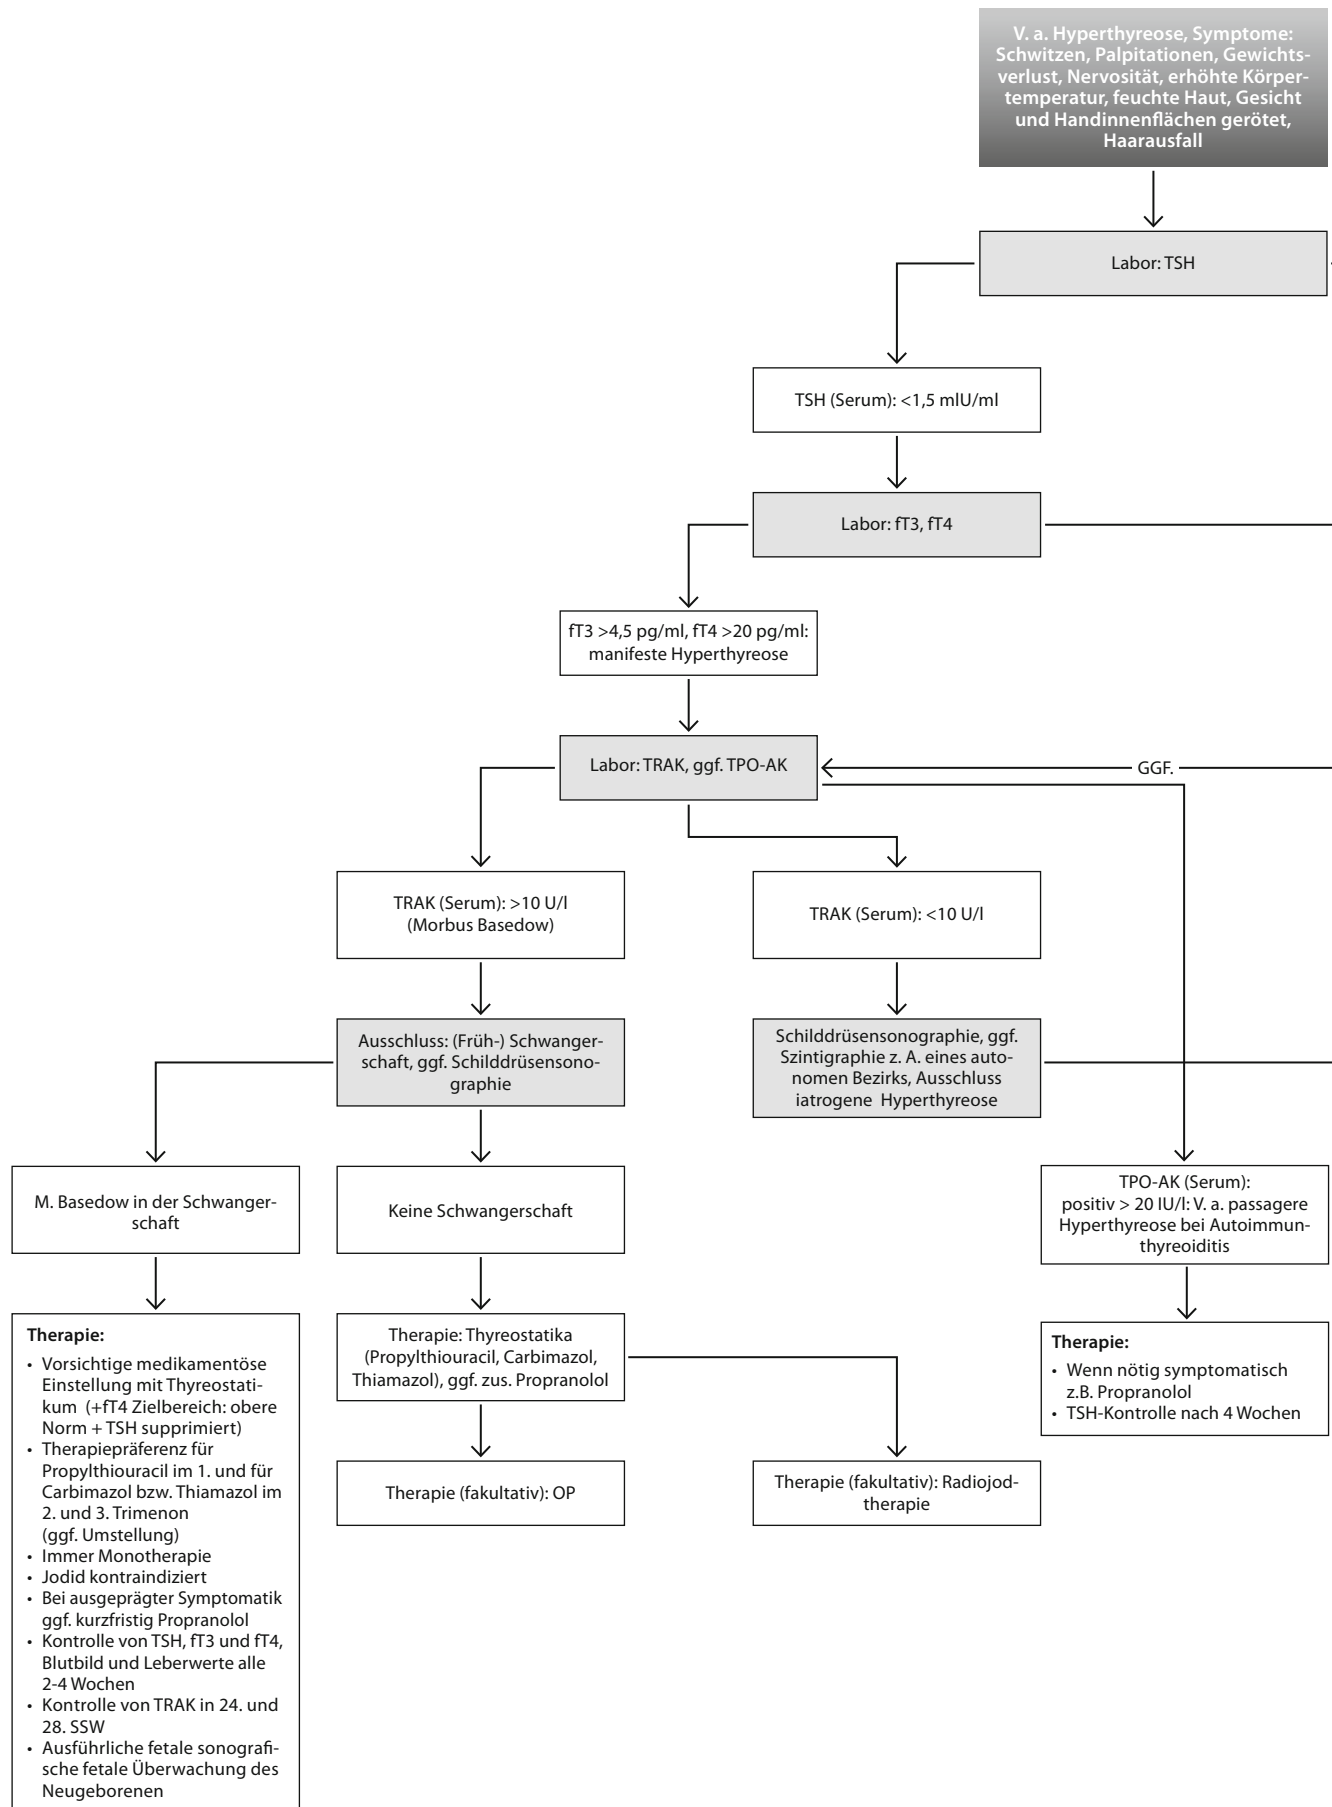 V. a. Hyperthyreose, Symptome:
Schwitzen, Palpitationen, Gewichts-
verlust, Nervosität, erhöhte Körper-
temperatur, feuchte Haut, Gesicht
und Handinnenflächen gerötet,
Haarausfall
Labor: TSH
TSH (Serum): <1,5 mlU/ml
Labor: fT3, fT4
fT3 >4,5 pg/ml, fT4 >20 pg/ml:
manifeste Hyperthyreose
Labor: TRAK, ggf. TPO-AK
GGF.
TRAK (Serum): >10 U/l
(Morbus Basedow)
TRAK (Serum): <10 U/l
Ausschluss: (Früh-) Schwanger-
schaft, ggf. Schilddrüsensono-
graphie
Schilddrüsensonographie, ggf.
Szintigraphie z. A. eines auto-
nomen Bezirks, Ausschluss
iatrogene Hyperthyreose
M. Basedow in der Schwanger-
schaft
Keine Schwangerschaft
TPO-AK (Serum):
positiv > 20 IU/l: V. a. passagere
Hyperthyreose bei Autoimmun-
thyreoiditis
Therapie:
• Vorsichtige medikamentöse
Einstellung mit Thyreostati-
kum (+fT4 Zielbereich: obere
Norm + TSH supprimiert)
• Therapiepräferenz für
Propylthiouracil im 1. und für
Carbimazol bzw. Thiamazol im
2. und 3. Trimenon
(ggf. Umstellung)
• Immer Monotherapie
• Jodid kontraindiziert
• Bei ausgeprägter Symptomatik
ggf. kurzfristig Propranolol
• Kontrolle von TSH, fT3 und fT4,
Blutbild und Leberwerte alle
2-4 Wochen
• Kontrolle von TRAK in 24. und
28. SSW
• Ausführliche fetale sonografi-
sche fetale Überwachung des
Neugeborenen
Therapie: Thyreostatika
(Propylthiouracil, Carbimazol,
Thiamazol), ggf. zus. Propranolol
Therapie:
• Wenn nötig symptomatisch
z.B. Propranolol
• TSH-Kontrolle nach 4 Wochen
Therapie (fakultativ): OP
Therapie (fakultativ): Radiojod-
therapie